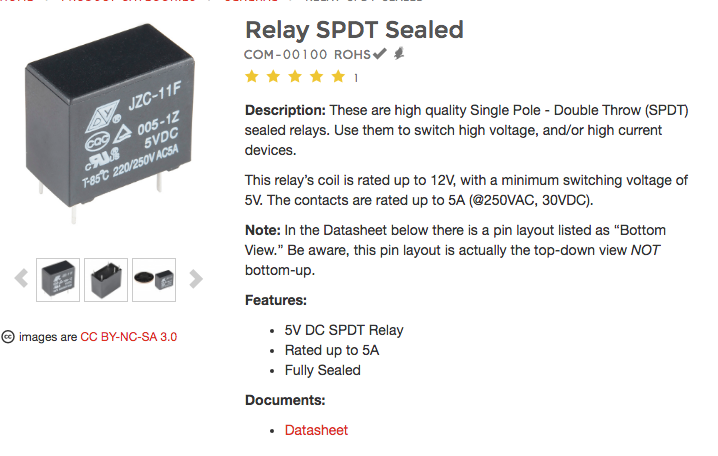 Relay SPDT Sealed
COM-00100 ROHS✔
1
Description: These are high quality Single Pole - Double Throw (SPDT)
sealed relays. Use them to switch high voltage, and/or high current
devices.
This relay’s coil is rated up to 12V, with a minimum switching voltage of
5V. The contacts are rated up to 5A (@250VAC, 30VDC).
Note: In the Datasheet below there is a pin layout listed as “Bottom
View.” Be aware, this pin layout is actually the top-down view NOT
bottom-up.
Features:
• 5V DC SPDT Relay
• Rated up to 5A
• Fully Sealed
Documents:
• Datasheet
JZC-11F
005-1Z
CQC
5VDC
T-85℃ 220/250VAC5A
cc images are CC BY-NC-SA 3.0